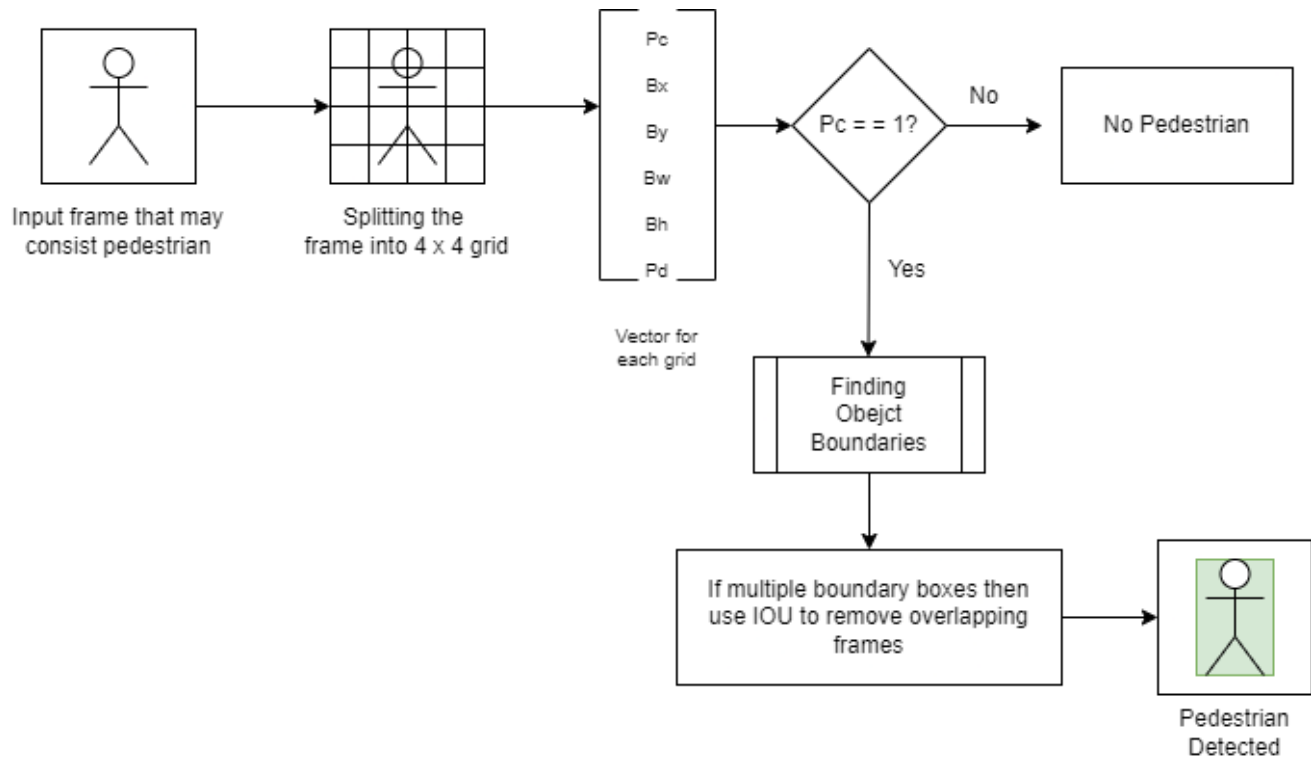 Input frame that may
consist pedestrian
Splitting the
frame into 4 x 4 grid
Pc
Bx
By
Bw
Bh
Pd
Vector for
each grid
Pc = = 1?
No
No Pedestrian
Yes
Finding
Obejct
Boundaries
If multiple boundary boxes then
use IOU to remove overlapping
frames
Pedestrian
Detected